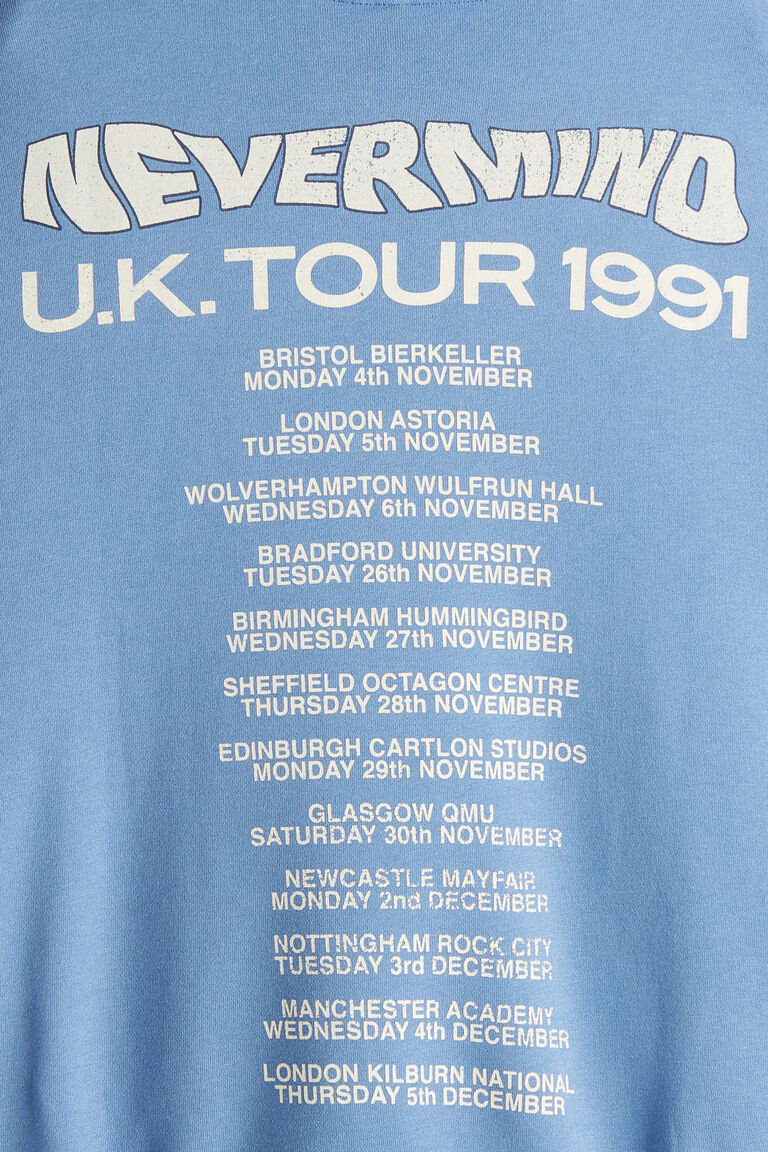 NEVERMIND
U.K. TOUR 1991
BRISTOL BIERKELLER
MONDAY 4th NOVEMBER
LONDON ASTORIA
TUESDAY 5th NOVEMBER
WOLVERHAMPTON WULFRUN HALL
WEDNESDAY 6th NOVEMBER
BRADFORD UNIVERSITY
TUESDAY 26th NOVEMBER
BIRMINGHAM HUMMINGBIRD
WEDNESDAY 27th NOVEMBER
SHEFFIELD OCTAGON CENTRE
THURSDAY 28th NOVEMBER
EDINBURGH CARTLON STUDIOS
MONDAY 29th NOVEMBER
GLASGOW QMU
SATURDAY 30th NOVEMBER
NEWCASTLE MAYFAIR
MONDAY 2nd DECEMBER
NOTTINGHAM ROCK CITY
TUESDAY 3rd DECEMBER
MANCHESTER ACADEMY
WEDNESDAY 4th DECEMBER
LONDON KILBURN NATIONAL
THURSDAY 5th DECEMBER